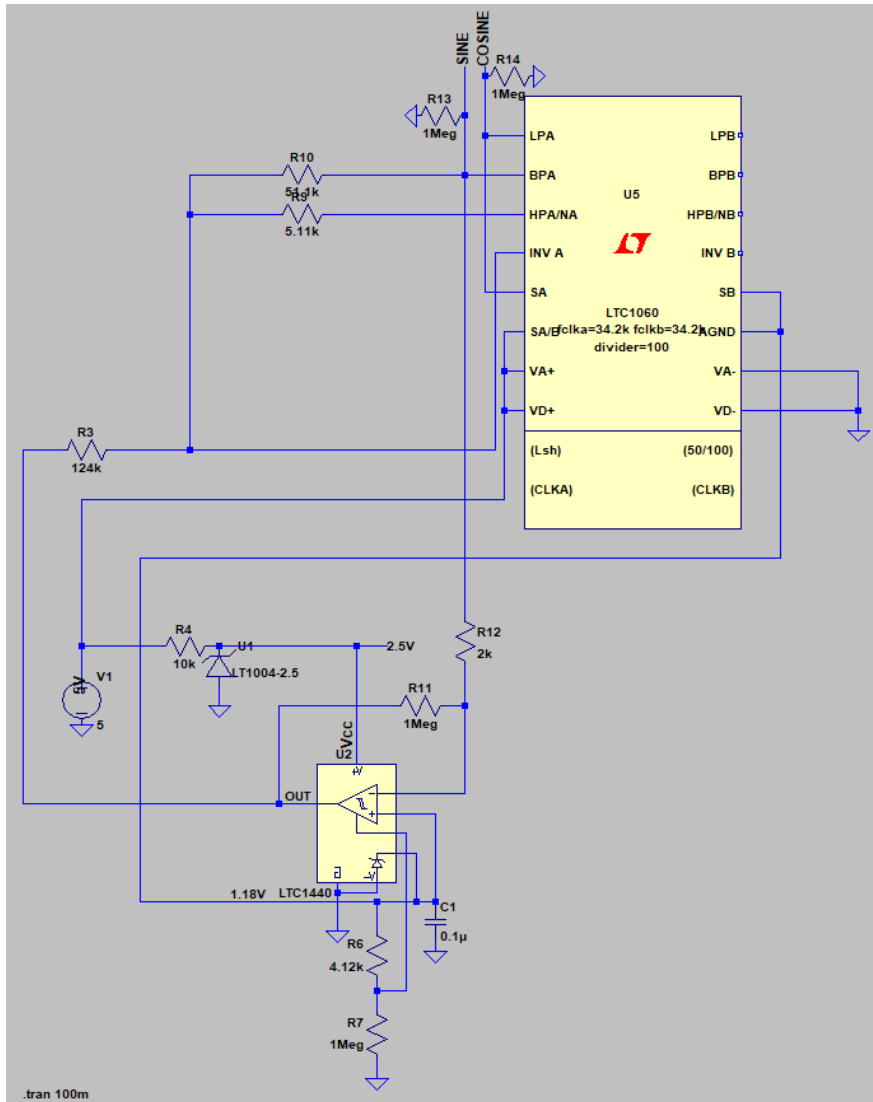 SINE
COSINE
R14
1Meg
R13
1Meg
LPA
LPB
R10
51.1k
BPA
BPB
U5
R9
5.11k
HPA/NA
HPB/NB
INV A
INV B
SA
SB
LTC1060
SA/B
fclka=34.2k fclkb=34.2k
AGND
divider=100
VA+
VA-
VD+
VD-
R3
124k
(Lsh)
(50/100)
(CLKA)
(CLKB)
R4
10k
U1
LT1004-2.5
2.5V
R12
2k
5V
V1
5
R11
1Meg
Vcc
U2
+V
OUT
-
+
G
-V
1.18V
LTC1440
C1
0.1µ
R6
4.12k
R7
1Meg
.tran 100m